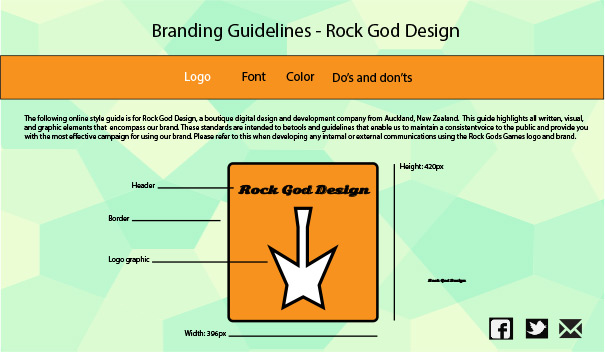 Branding Guidelines - Rock God Design
Logo Font Color Do's and don'ts
The following online style guide is for Rock God Design, a boutique digital design and development company from Auckland, New Zealand. This guide highlights all written, visual,
and graphic elements that encompass our brand. These standards are intended to betools and guidelines that enable us to maintain a consistentvoice to the public and provide you
with the most effective campaign for using our brand. Please refer to this when developing any internal or external communications using the Rock Gods Games logo and brand.
Height: 420px
Header
Rock God Design
Border
Logo graphic
Rock God Design
Width: 396px